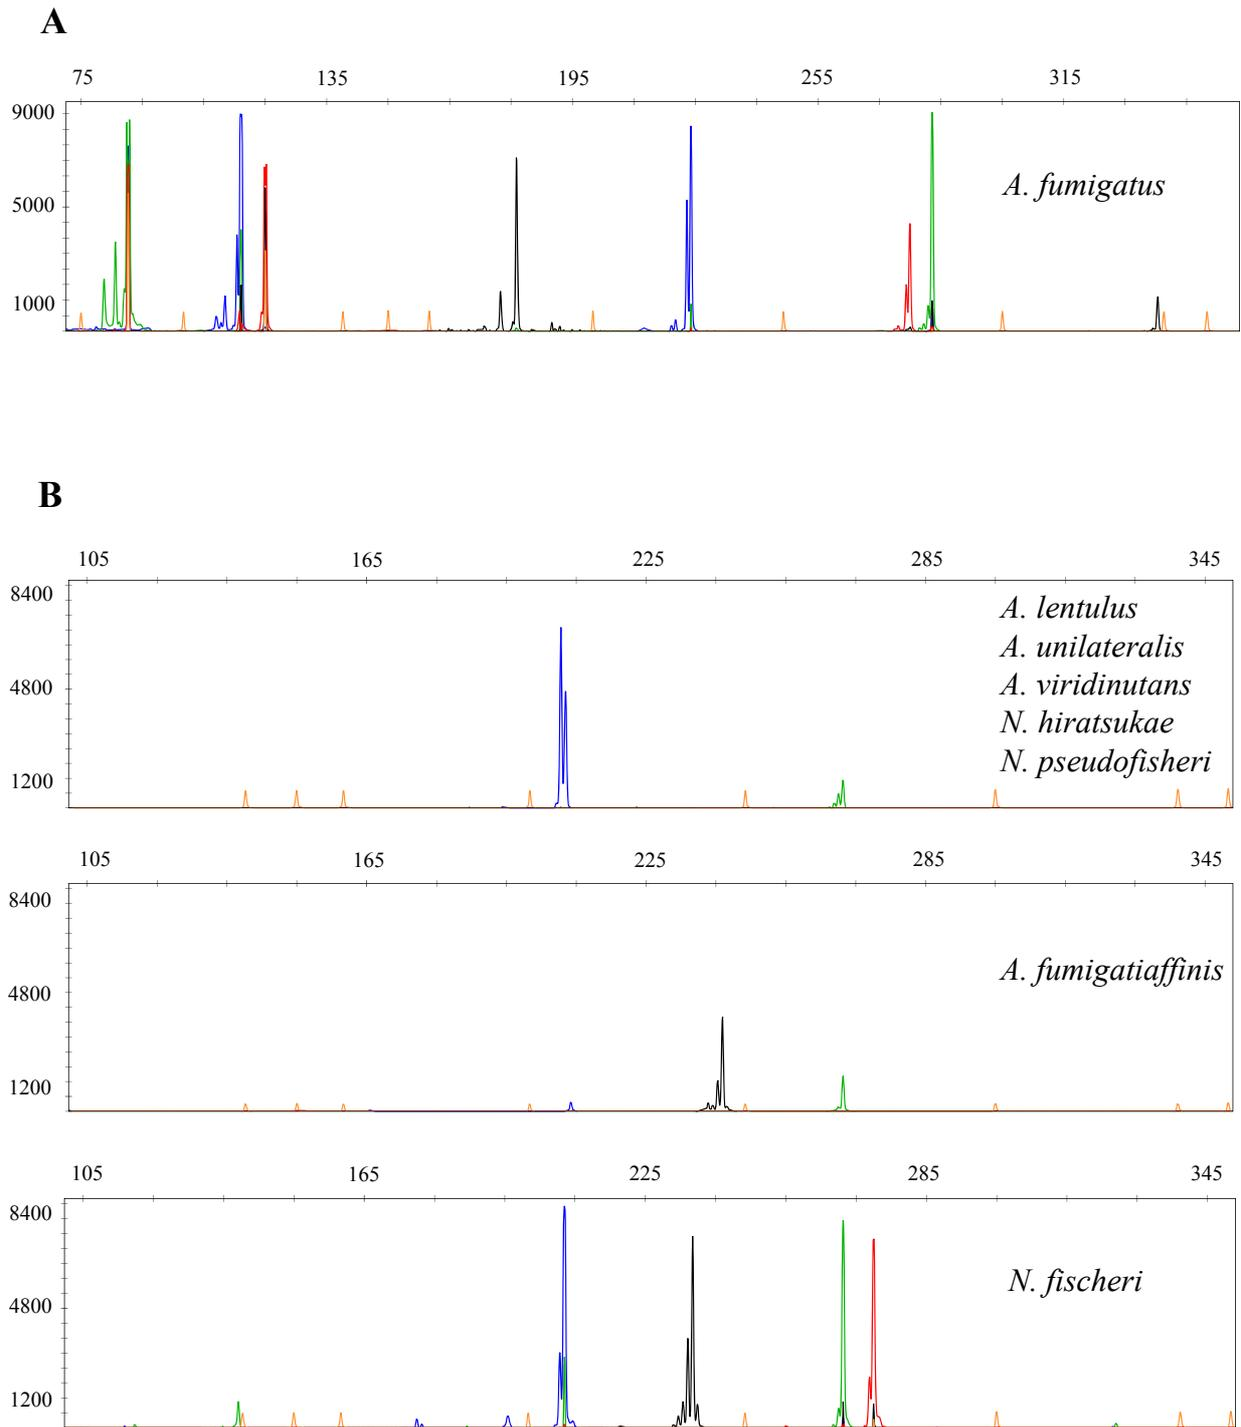 A
75 135 195 255 315
9000
5000
1000
A. fumigatus
B
105 165 225 285 345
8400
4800
1200
A. lentulus
A. unilateralis
A. viridinutans
N. hiratsukae
N. pseudofisheri
105 165 225 285 345
8400
4800
1200
A. fumigatiaffinis
105 165 225 285 345
8400
4800
1200
N. fischeri